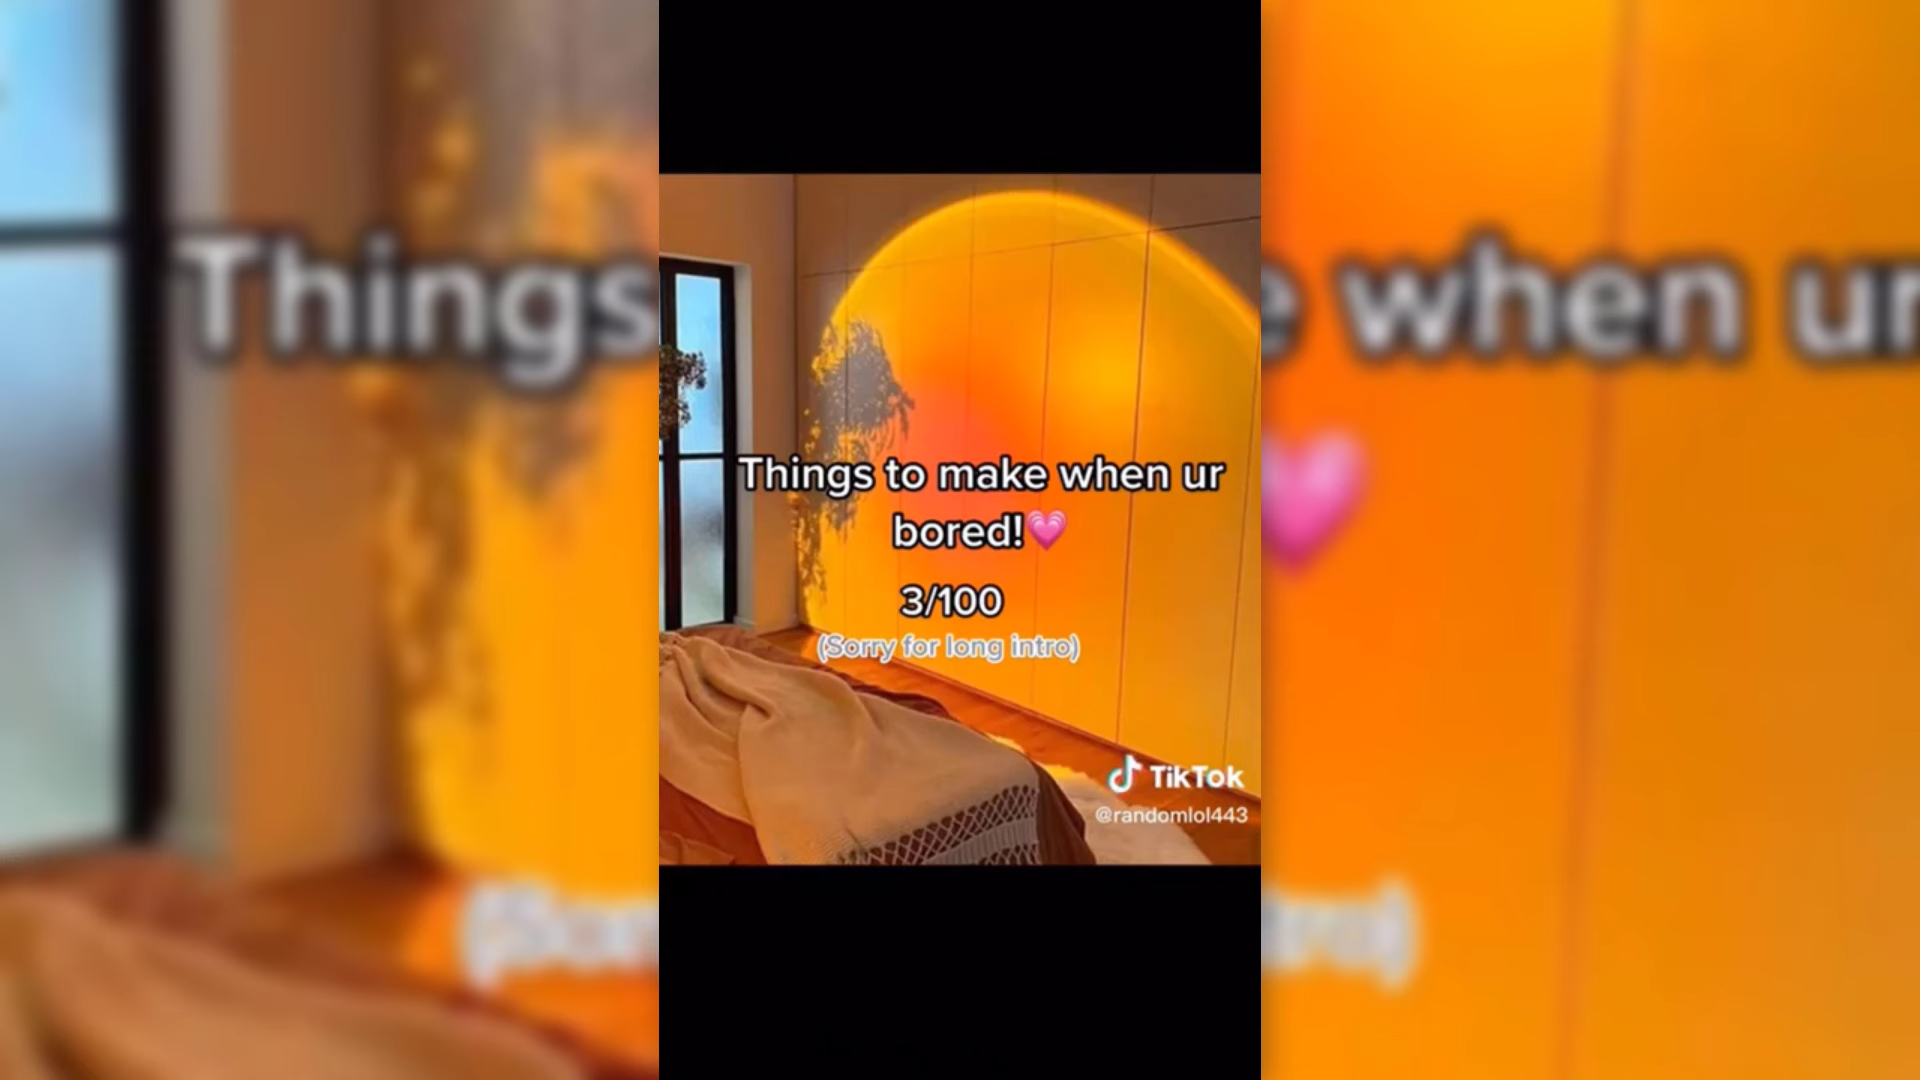 Things to make when ur
bored!💗
3/100
(Sorry for long intro)
TikTok
@randomlol443